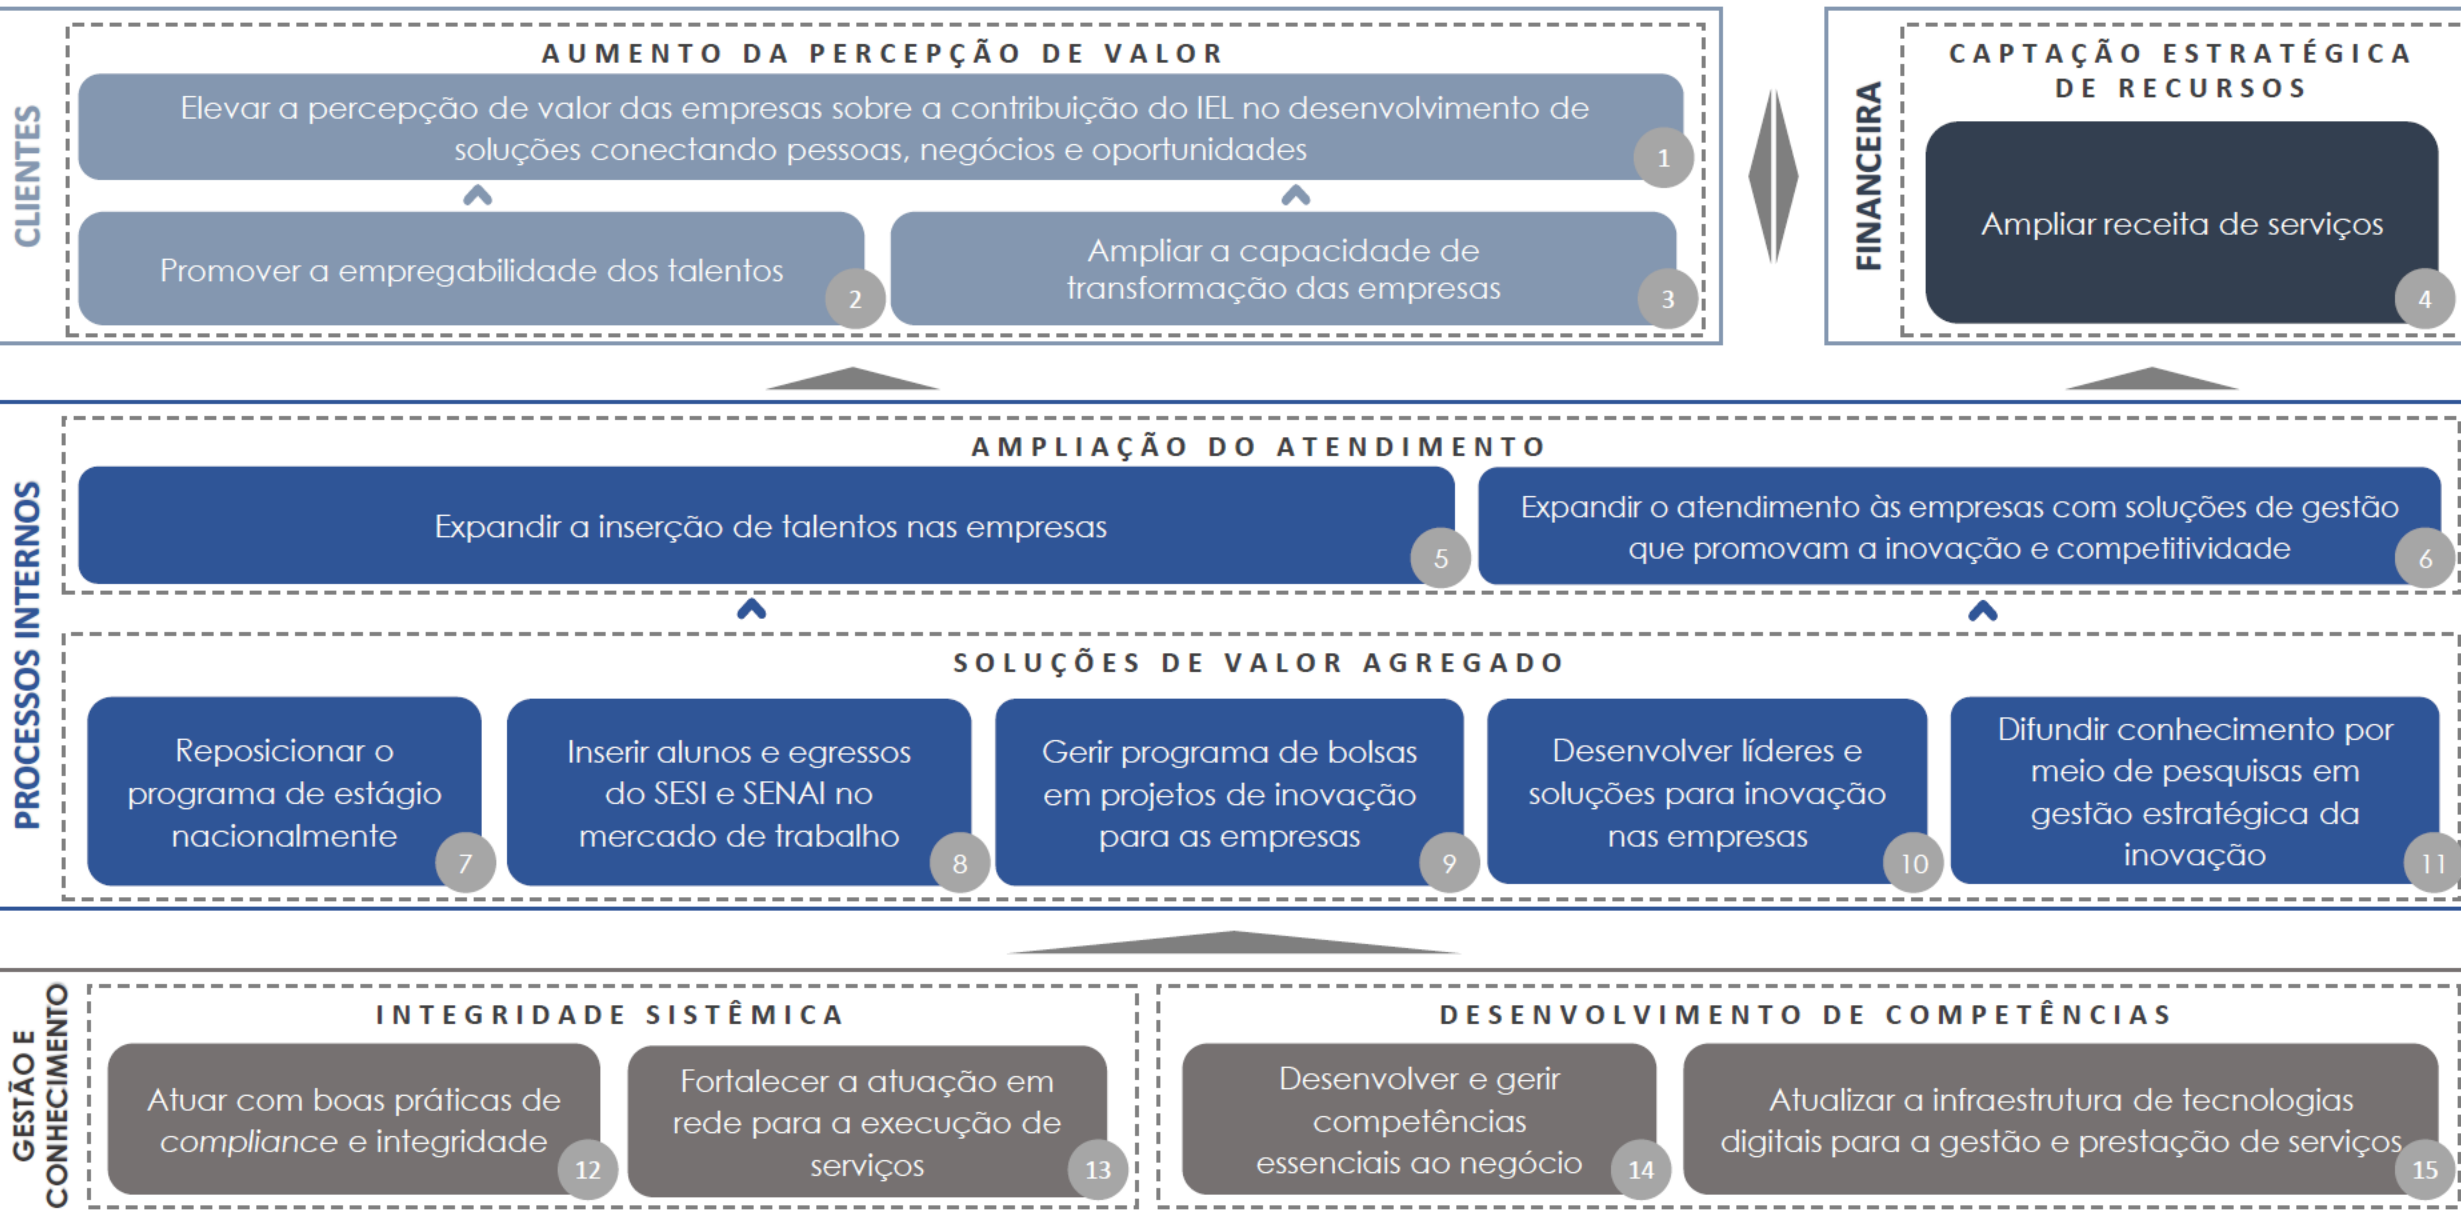 CLIENTES
AUMENTO DA PERCEPÇÃO DE VALOR
Elevar a percepção de valor das empresas sobre a contribuição do IEL no desenvolvimento de
soluções conectando pessoas, negócios e oportunidades
1
Promover a empregabilidade dos talentos
2
Ampliar a capacidade de
transformação das empresas
3
FINANCEIRA
CAPTAÇÃO ESTRATÉGICA
DE RECURSOS
Ampliar receita de serviços
4
PROCESSOS INTERNOS
AMPLIAÇÃO DO ATENDIMENTO
Expandir a inserção de talentos nas empresas
5
Expandir o atendimento às empresas com soluções de gestão
que promovam a inovação e competitividade
6
SOLUÇÕES DE VALOR AGREGADO
Reposicionar o
programa de estágio
nacionalmente
7
Inserir alunos e egressos
do SESI e SENAI no
mercado de trabalho
8
Gerir programa de bolsas
em projetos de inovação
para as empresas
9
Desenvolver líderes e
soluções para inovação
nas empresas
10
Difundir conhecimento por
meio de pesquisas em
gestão estratégica da
inovação
11
GESTÃO E
CONHECIMENTO
INTEGRIDADE SISTÊMICA
Atuar com boas práticas de
compliance e integridade
12
Fortalecer a atuação em
rede para a execução de
serviços
13
DESENVOLVIMENTO DE COMPETÊNCIAS
Desenvolver e gerir
competências
essenciais ao negócio
14
Atualizar a infraestrutura de tecnologias
digitais para a gestão e prestação de serviços
15